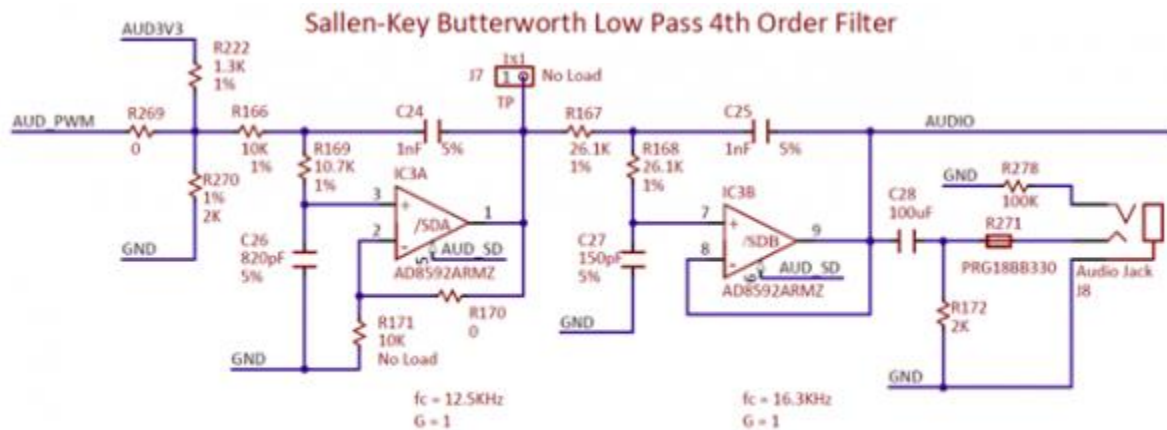 Sallen-Key Butterworth Low Pass 4th Order Filter
AUD3V3
R222
1.3K
1%
1x1
J7
1
No Load
TP
AUD_PWM
R269
0
R166
10K
1%
C24
1nF
5%
R167
26.1K
1%
C25
1nF
5%
AUDIO
R169
10.7K
1%
R168
26.1K
1%
R270
1%
2K
GND
IC3A
3
+
/SDA
1
2
-
5
AUD_SD
AD8592ARMZ
C26
820pF
5%
R170
0
R171
10K
No Load
GND
IC3B
7
+
/SDB
9
8
-
6
AUD_SD
AD8592ARMZ
C27
150pF
5%
GND
C28
100uF
GND
R278
100K
R271
PRG18BB330
Audio Jack
J8
R172
2K
GND
fc = 12.5KHz
G = 1
fc = 16.3KHz
G = 1